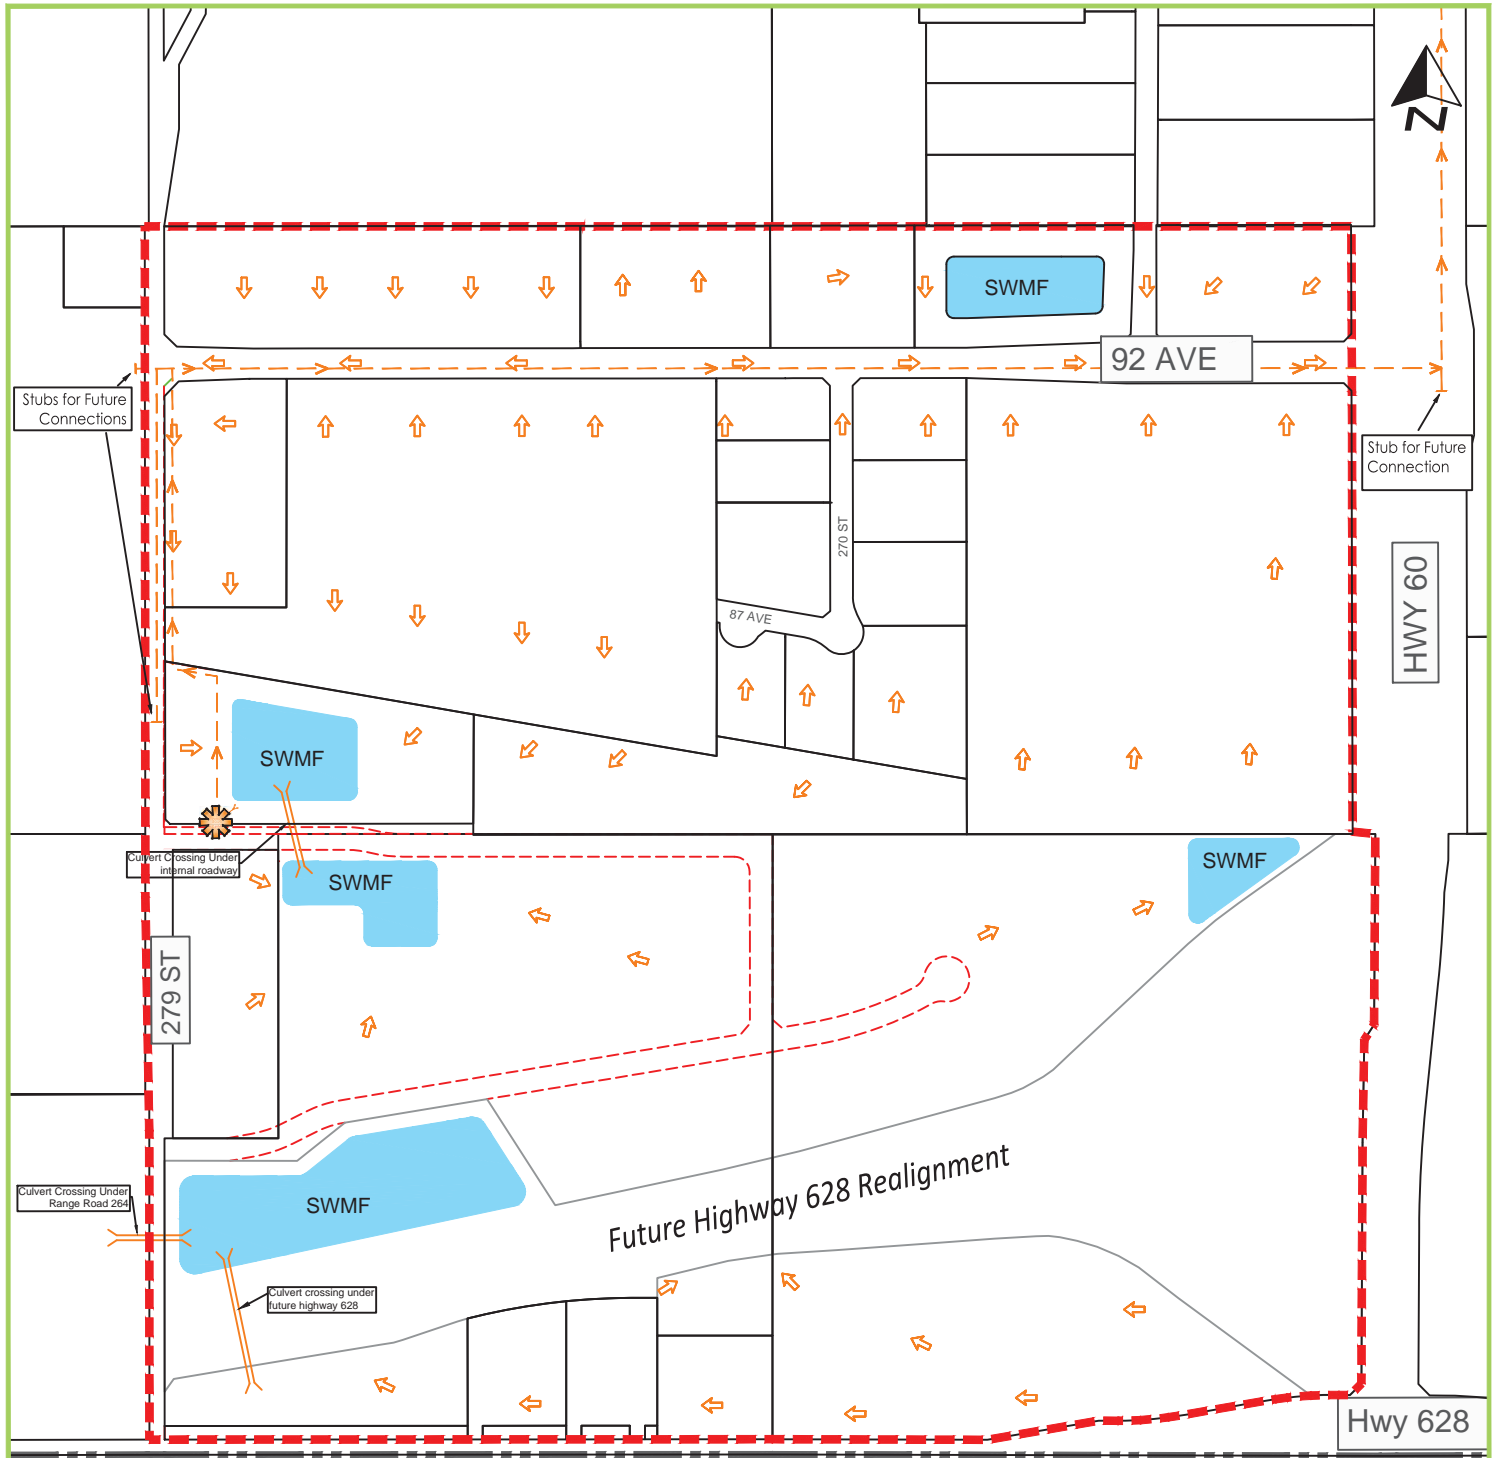 N
SWMF
92 AVE
Stubs for Future
Connections
Stub for Future
Connection
270 ST
HWY 60
87 AVE
SWMF
Culvert Crossing Under
internal roadway
SWMF
SWMF
279 ST
Future Highway 628 Realignment
Culvert Crossing Under
Range Road 264
SWMF
Culvert crossing under
future highway 628
Hwy 628